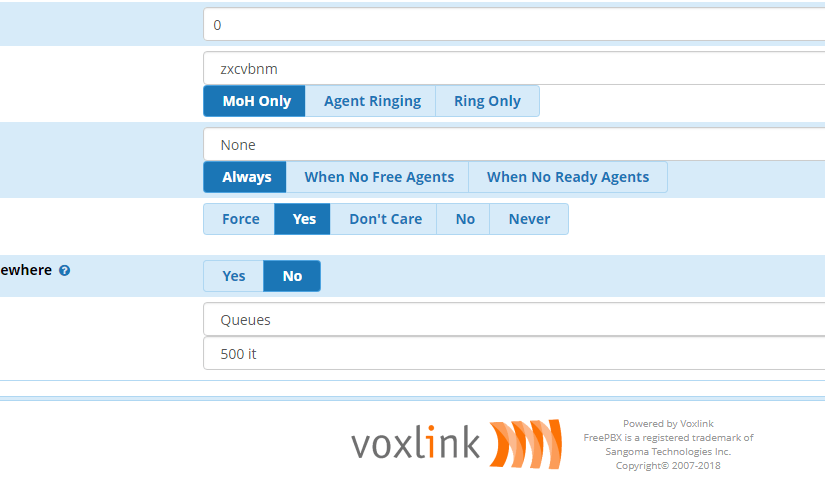 0
zxcvbnm
MoH Only Agent Ringing Ring Only
None
Always When No Free Agents When No Ready Agents
Force Yes Don't Care No Never
ewhere ? Yes No
Queues
500 it
voxlink
Powered by Voxlink
FreePBX is a registered trademark of
Sangoma Technologies Inc.
Copyright© 2007-2018